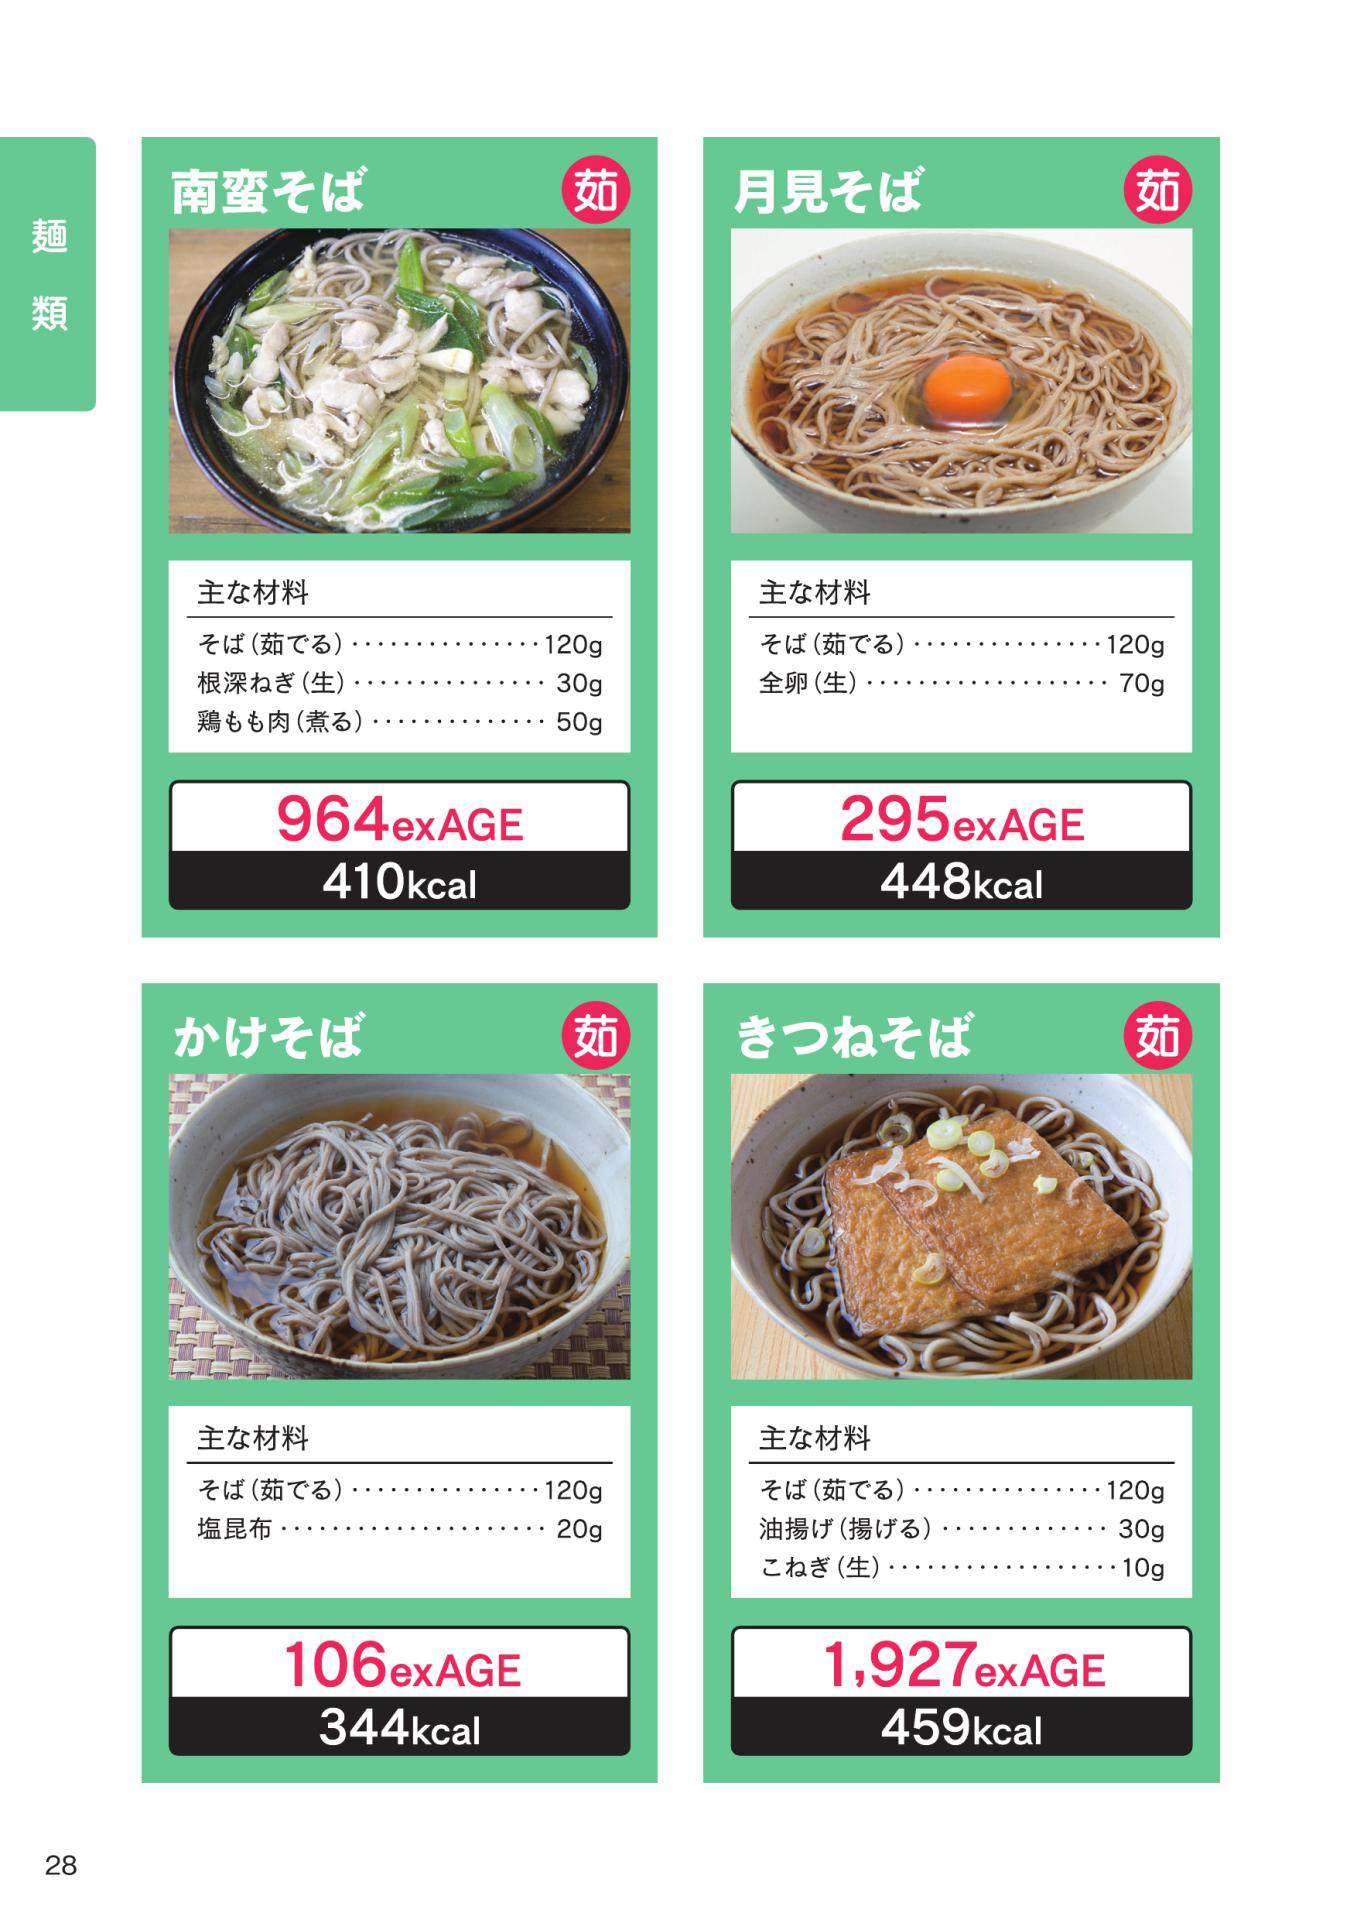 麺類
南蛮そば 茹
主な材料
そば（茹でる）‥‥‥‥‥‥‥120g
根深ねぎ（生）‥‥‥‥‥‥‥ 30g
鶏もも肉（煮る）‥‥‥‥‥‥‥ 50g
964exAGE
410kcal
月見そば 茹
主な材料
そば（茹でる）‥‥‥‥‥‥‥120g
全卵（生）‥‥‥‥‥‥‥‥‥ 70g
295exAGE
448kcal
かけそば 茹
主な材料
そば（茹でる）‥‥‥‥‥‥‥120g
塩昆布‥‥‥‥‥‥‥‥‥‥ 20g
106exAGE
344kcal
きつねそば 茹
主な材料
そば（茹でる）‥‥‥‥‥‥‥120g
油揚げ（揚げる）‥‥‥‥‥‥ 30g
こねぎ（生）‥‥‥‥‥‥‥‥‥10g
1,927exAGE
459kcal
28